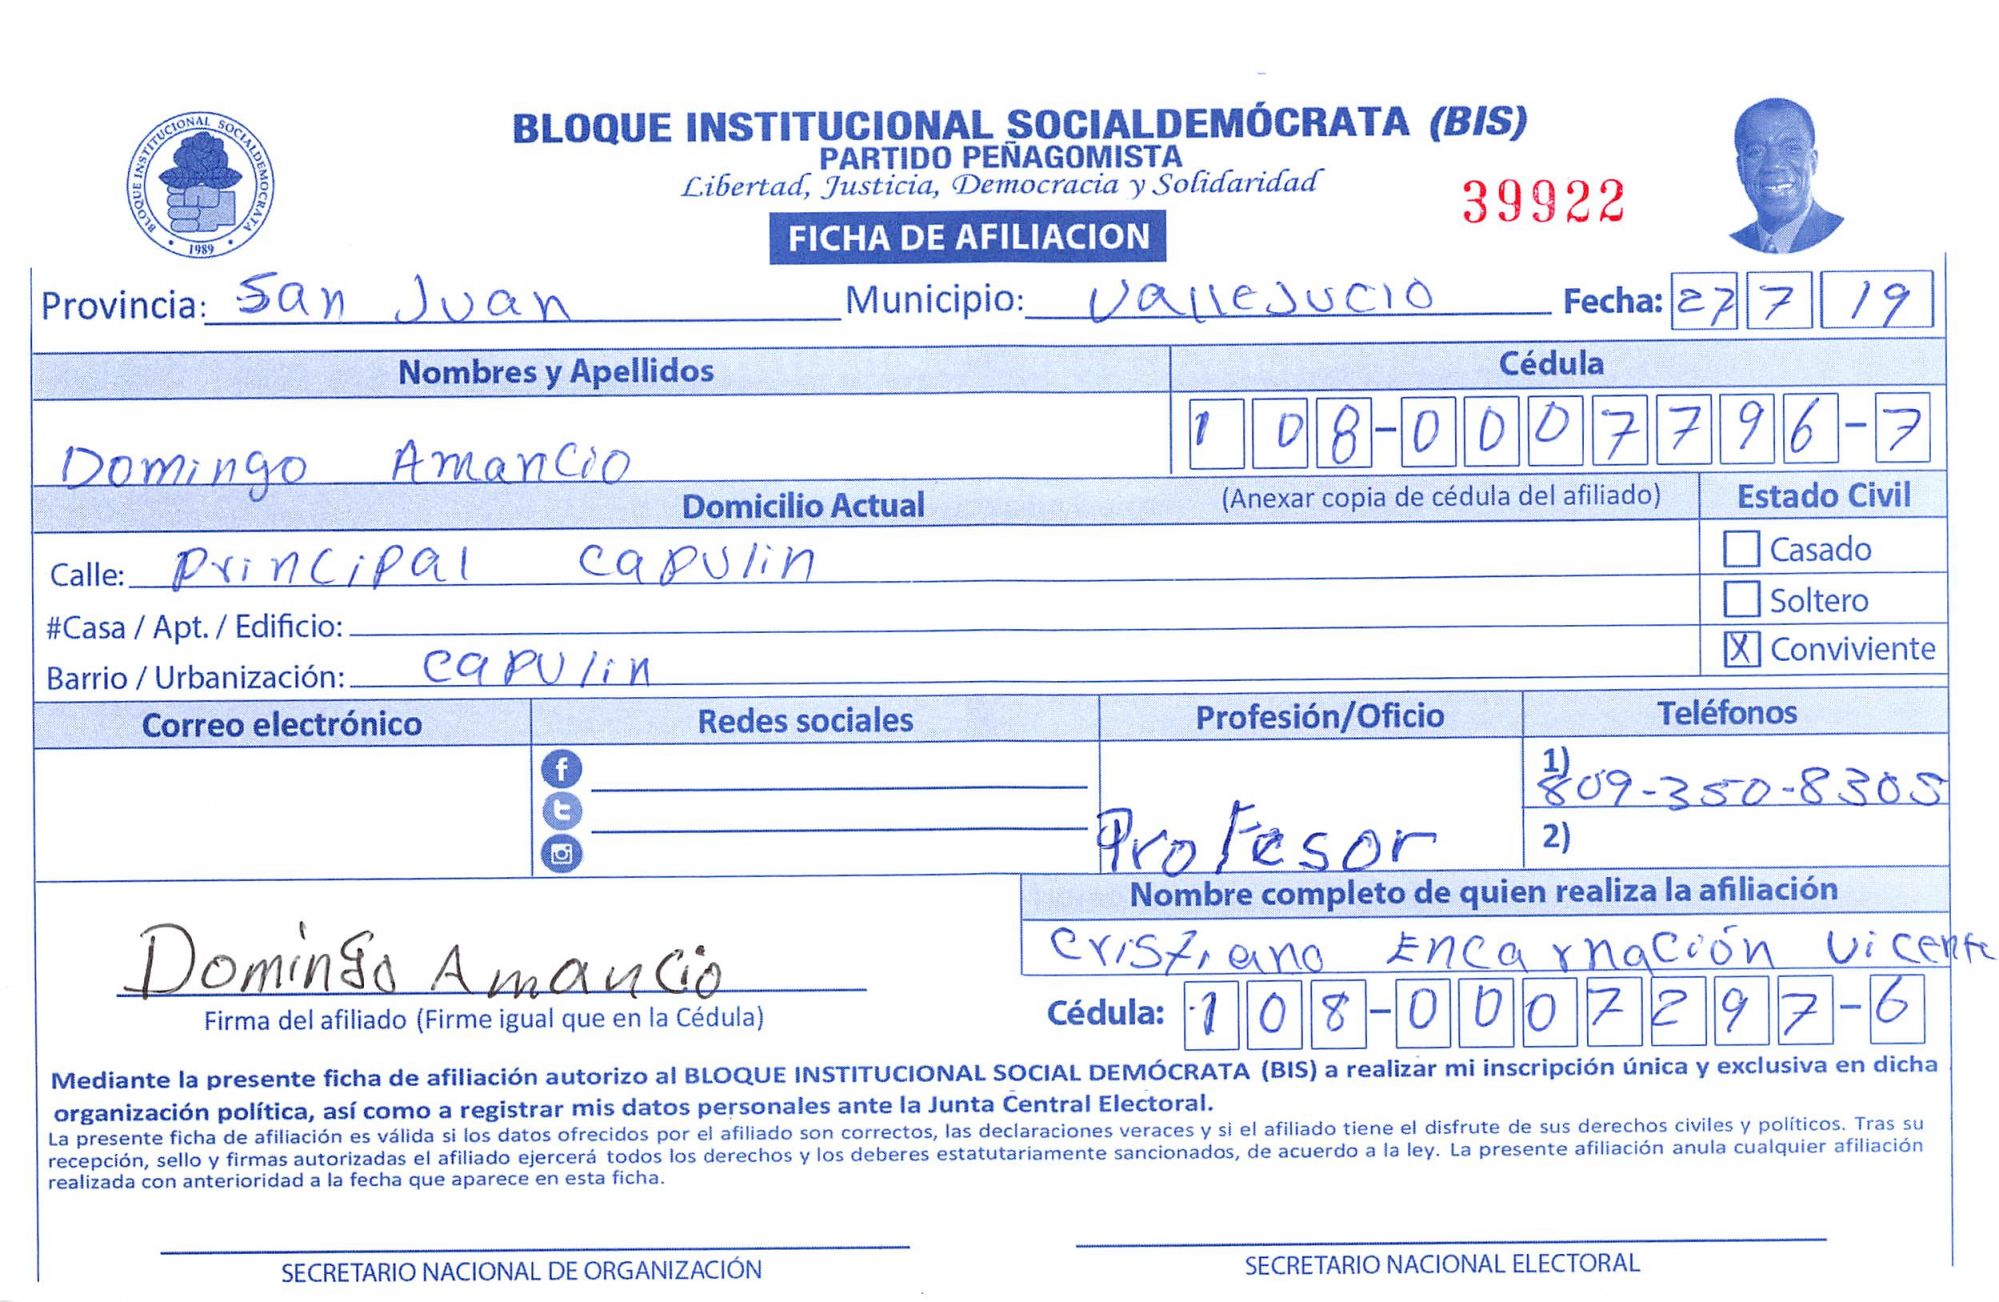 BLOQUE INSTITUCIONAL SOCIALDEMÓCRATA (BIS)
PARTIDO PEÑAGOMISTA
Libertad, Justicia, Democracia y Solidaridad
39922
BLOQUE INSTITUCIONAL SOCIALDEMOCRATA
1989
FICHA DE AFILIACION
Provincia: San Juan Municipio: VALLEJUCIO Fecha: 27 7 19
Nombres y Apellidos Cédula
Domingo Amancio 108-0007796-7
Domicilio Actual (Anexar copia de cédula del afiliado) Estado Civil
Calle: Principal Capulin Casado
#Casa / Apt. / Edificio: Soltero
Barrio / Urbanización: Capulin X Conviviente
Correo electrónico Redes sociales Profesión/Oficio Teléfonos
1) 809-350-8305
Profesor 2)
Nombre completo de quien realiza la afiliación
Cristiano Encarnación Vicente
Domingo Amancio
Firma del afiliado (Firme igual que en la Cédula) Cédula: 108-0007297-6
Mediante la presente ficha de afiliación autorizo al BLOQUE INSTITUCIONAL SOCIAL DEMÓCRATA (BIS) a realizar mi inscripción única y exclusiva en dicha
organización política, así como a registrar mis datos personales ante la Junta Central Electoral.
La presente ficha de afiliación es válida si los datos ofrecidos por el afiliado son correctos, las declaraciones veraces y si el afiliado tiene el disfrute de sus derechos civiles y políticos. Tras su
recepción, sello y firmas autorizadas el afiliado ejercerá todos los derechos y los deberes estatutariamente sancionados, de acuerdo a la ley. La presente afiliación anula cualquier afiliación
realizada con anterioridad a la fecha que aparece en esta ficha.
SECRETARIO NACIONAL DE ORGANIZACIÓN SECRETARIO NACIONAL ELECTORAL